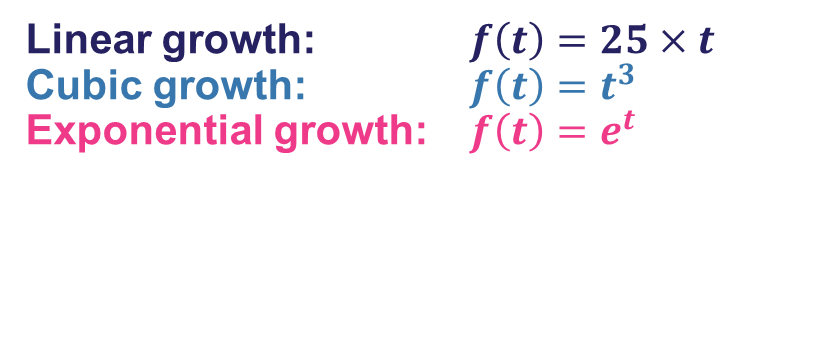 Linear growth: f(t) = 25 × t
Cubic growth: f(t) = t³
Exponential growth: f(t) = eᵗ